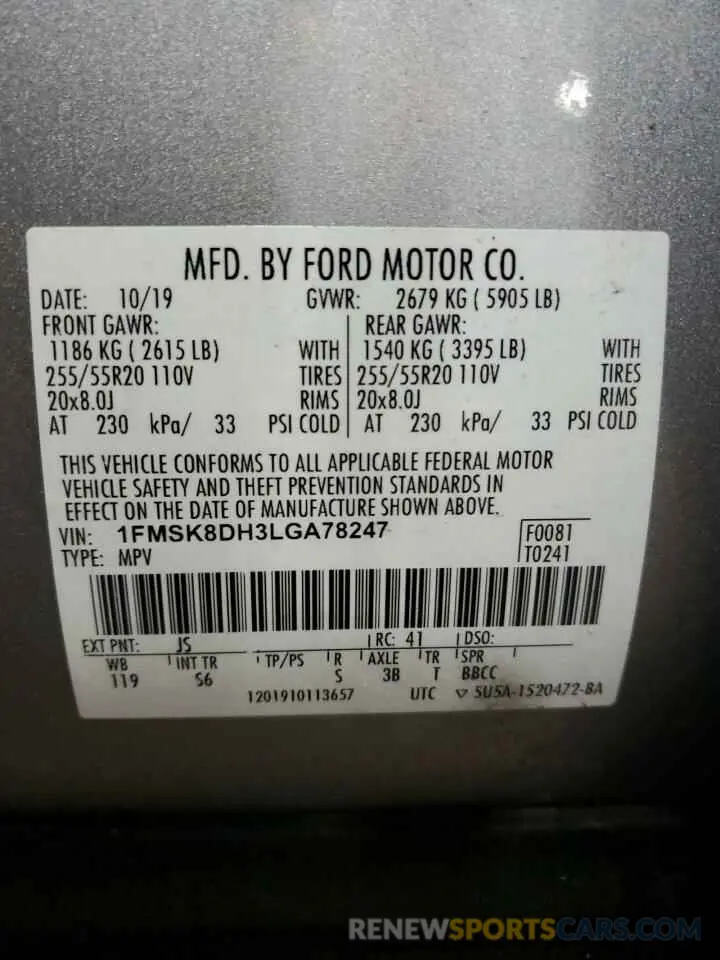 MFD. BY FORD MOTOR CO.
DATE: 10/19 GVWR: 2679 KG ( 5905 LB)
FRONT GAWR: REAR GAWR:
1186 KG ( 2615 LB) WITH 1540 KG ( 3395 LB) WITH
255/55R20 110V TIRES 255/55R20 110V TIRES
20x8.0J RIMS 20x8.0J RIMS
AT 230 kPa/ 33 PSI COLD AT 230 kPa/ 33 PSI COLD
THIS VEHICLE CONFORMS TO ALL APPLICABLE FEDERAL MOTOR
VEHICLE SAFETY AND THEFT PREVENTION STANDARDS IN
EFFECT ON THE DATE OF MANUFACTURE SHOWN ABOVE.
VIN: 1FMSK8DH3LGA78247 F0081
TYPE: MPV T0241
EXT PNT: JS RC: 41 DSO:
WB INT TR TP/PS R AXLE TR SPR
119 S6 S 3B T BBCC
1201910113657 UTC ▽ 5U5A-1520472-BA
RENEWSPORTSCARS.COM